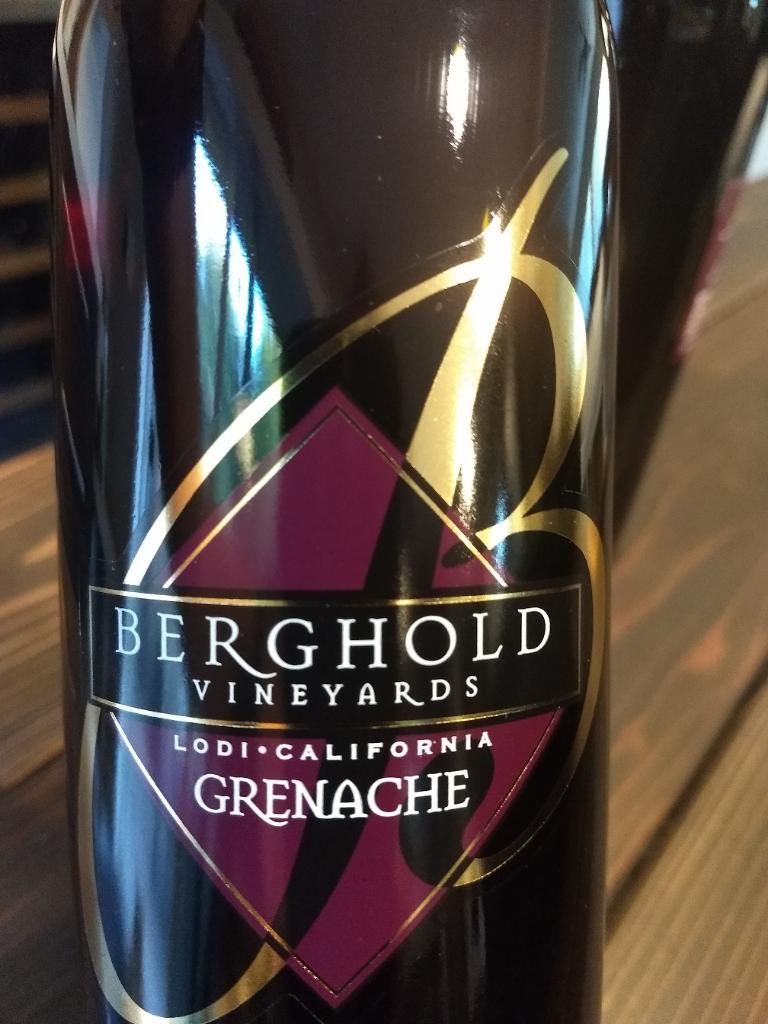 BERGHOLD
VINEYARDS
LODI • CALIFORNIA
GRENACHE